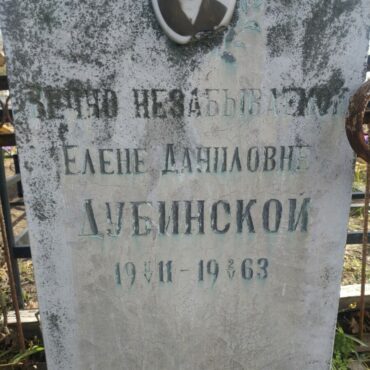 ВЕЧНО НЕЗАБЫВАЕМОЙ
ЕЛЕНЕ ДАНИЛОВНЕ
ДУБИНСКОЙ
1911-1963